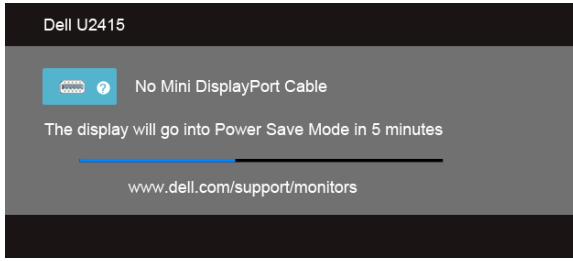 Dell U2415
No Mini DisplayPort Cable
The display will go into Power Save Mode in 5 minutes
www.dell.com/support/monitors